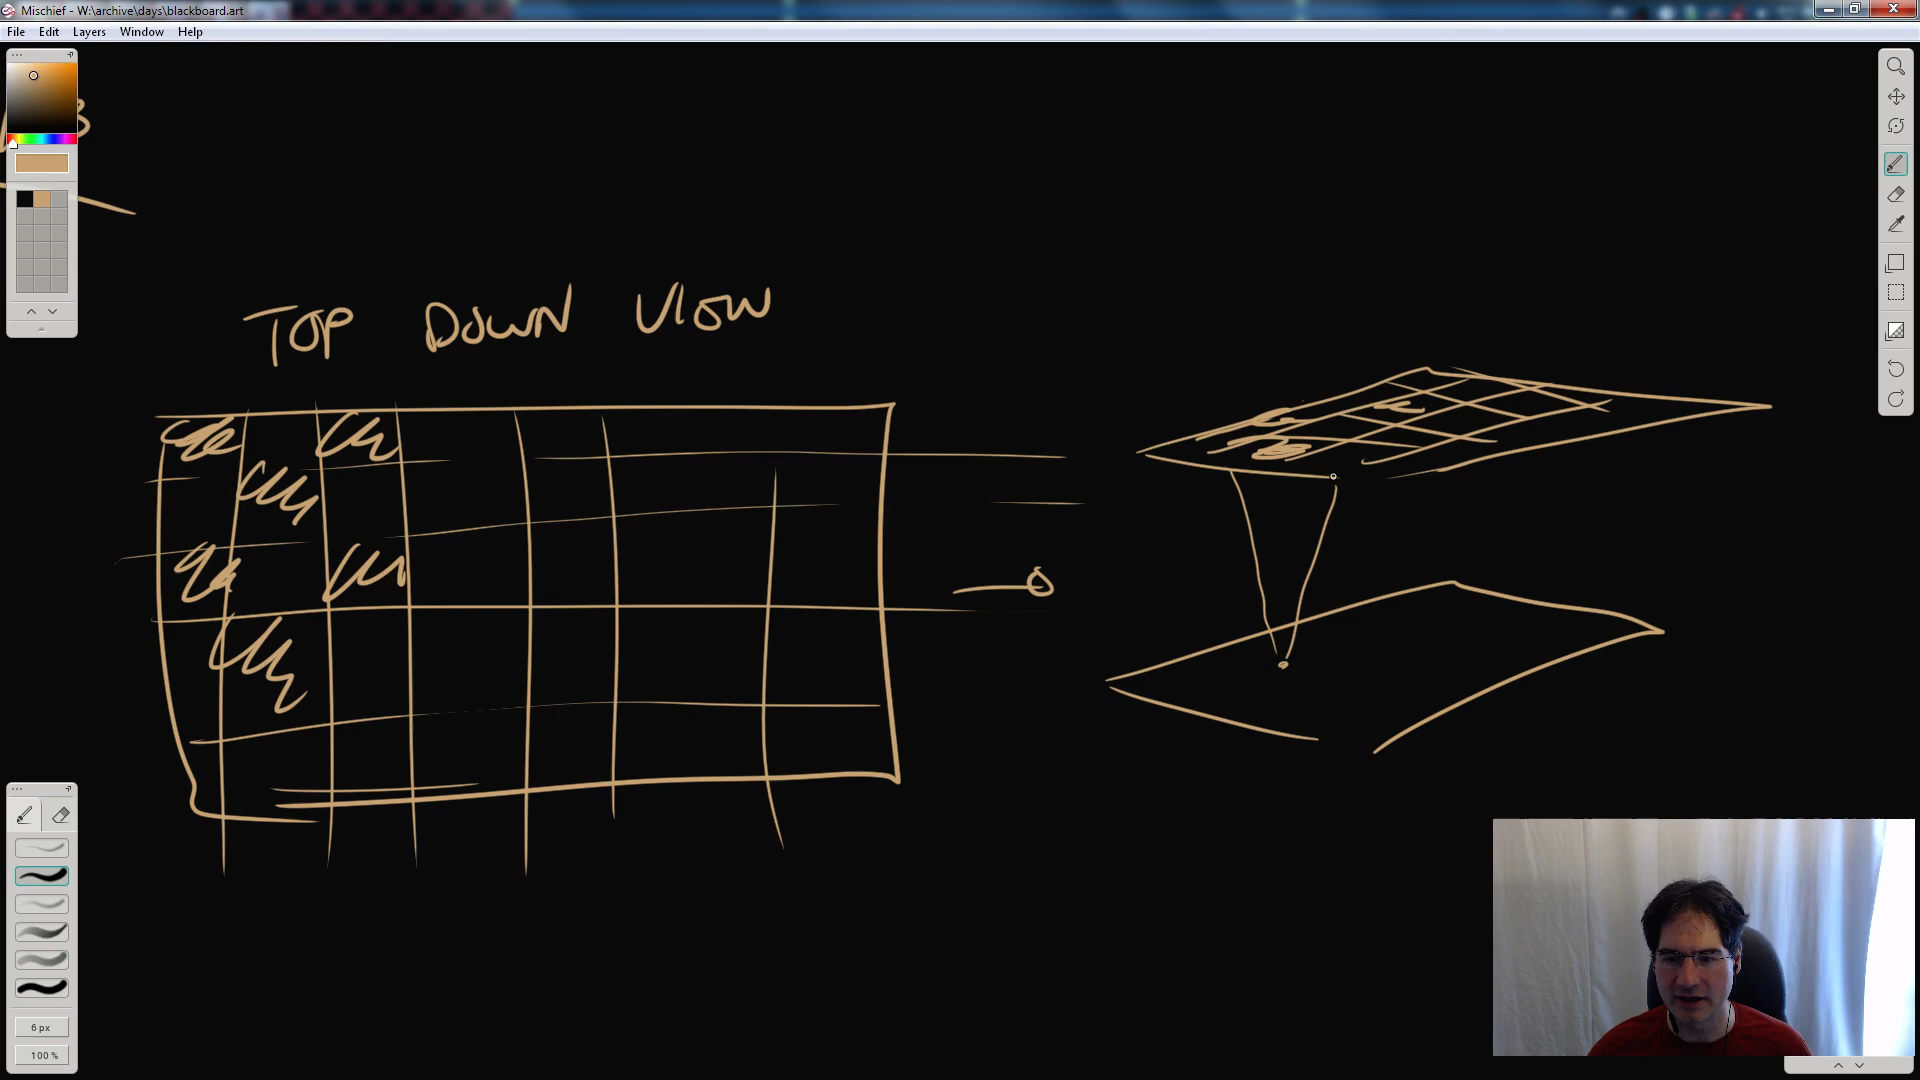 Mischief - W:\archive\days\blackboard.art
File Edit Layers Window Help
TOP DOWN VIEW
6 px
100 %